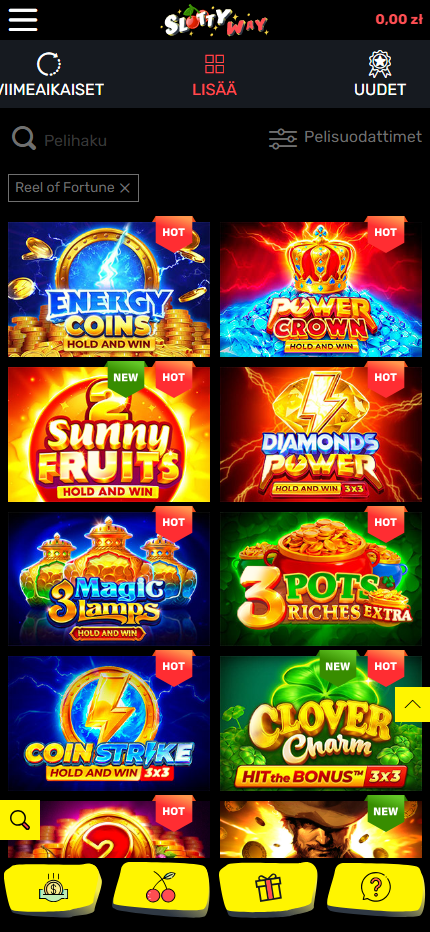 SLOTTY WAY
0,00 zł
VIIMEAIKAISET
LISÄÄ
UUDET
Pelihaku
Pelisuodattimet
Reel of Fortune
HOT
HOT
ENERGY
COINS
HOLD AND WIN
POWER
CROWN
HOLD AND WIN
NEW
HOT
HOT
2
Sunny
FRUITS
HOLD AND WIN
DIAMONDS
POWER
HOLD AND WIN 3X3
HOT
HOT
3 Magic
Lamps
HOLD AND WIN
3 POTS
RICHES EXTRA
HOT
NEW
HOT
COIN STRIKE
HOLD AND WIN 3X3
CLOVER
Charm
HIT the BONUS™ 3X3
HOT
NEW
2